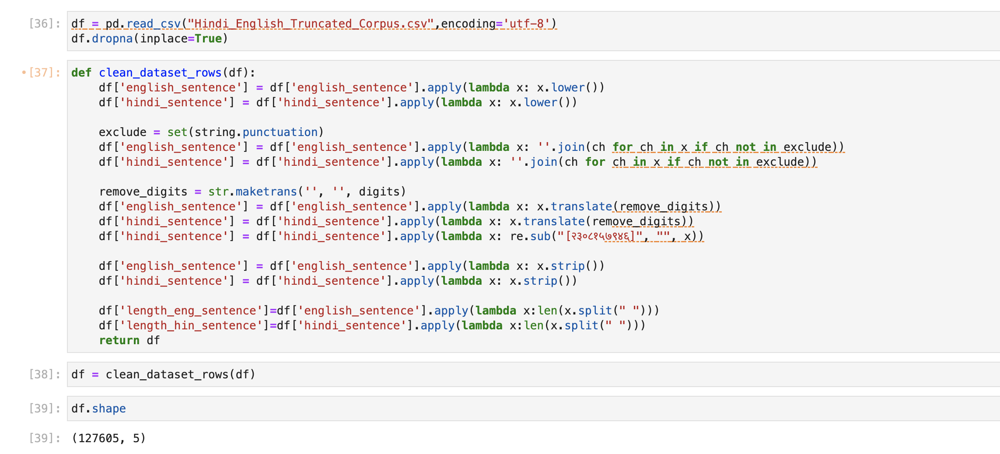 [36]: df = pd.read_csv("Hindi_English_Truncated_Corpus.csv",encoding='utf-8')
df.dropna(inplace=True)
•[37]: def clean_dataset_rows(df):
    df['english_sentence'] = df['english_sentence'].apply(lambda x: x.lower())
    df['hindi_sentence'] = df['hindi_sentence'].apply(lambda x: x.lower())
    exclude = set(string.punctuation)
    df['english_sentence'] = df['english_sentence'].apply(lambda x: ''.join(ch for ch in x if ch not in exclude))
    df['hindi_sentence'] = df['hindi_sentence'].apply(lambda x: ''.join(ch for ch in x if ch not in exclude))
    remove_digits = str.maketrans('', '', digits)
    df['english_sentence'] = df['english_sentence'].apply(lambda x: x.translate(remove_digits))
    df['hindi_sentence'] = df['hindi_sentence'].apply(lambda x: x.translate(remove_digits))
    df['hindi_sentence'] = df['hindi_sentence'].apply(lambda x: re.sub("[२३०८१५७९४६]", "", x))
    df['english_sentence'] = df['english_sentence'].apply(lambda x: x.strip())
    df['hindi_sentence'] = df['hindi_sentence'].apply(lambda x: x.strip())
    df['length_eng_sentence']=df['english_sentence'].apply(lambda x:len(x.split(" ")))
    df['length_hin_sentence']=df['hindi_sentence'].apply(lambda x:len(x.split(" ")))
    return df
[38]: df = clean_dataset_rows(df)
[39]: df.shape
[39]: (127605, 5)